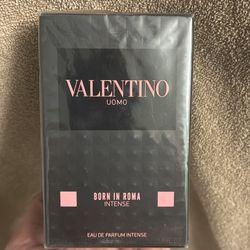 VALENTINO
UOMO
BORN IN ROMA
INTENSE
EAU DE PARFUM INTENSE